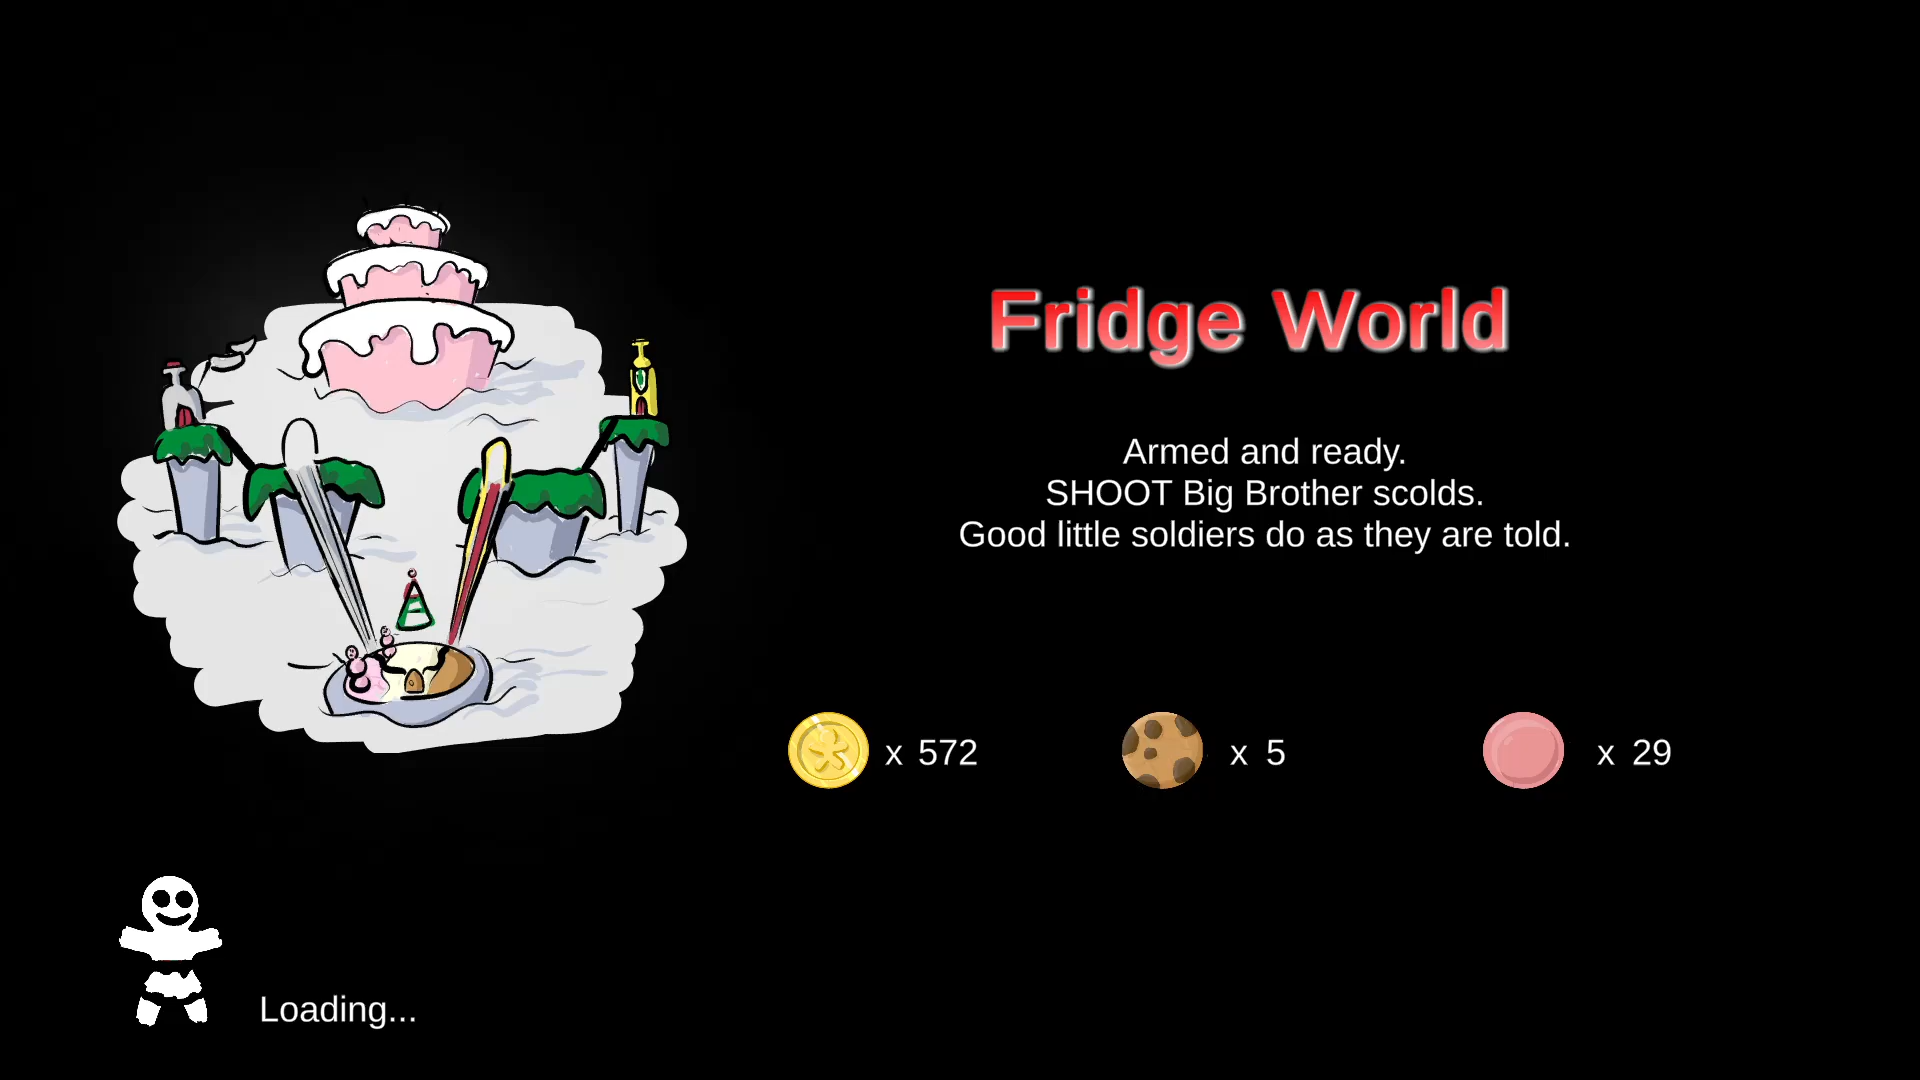 Fridge World
Armed and ready.
SHOOT Big Brother scolds.
Good little soldiers do as they are told.
x 572
x 5
x 29
Loading...